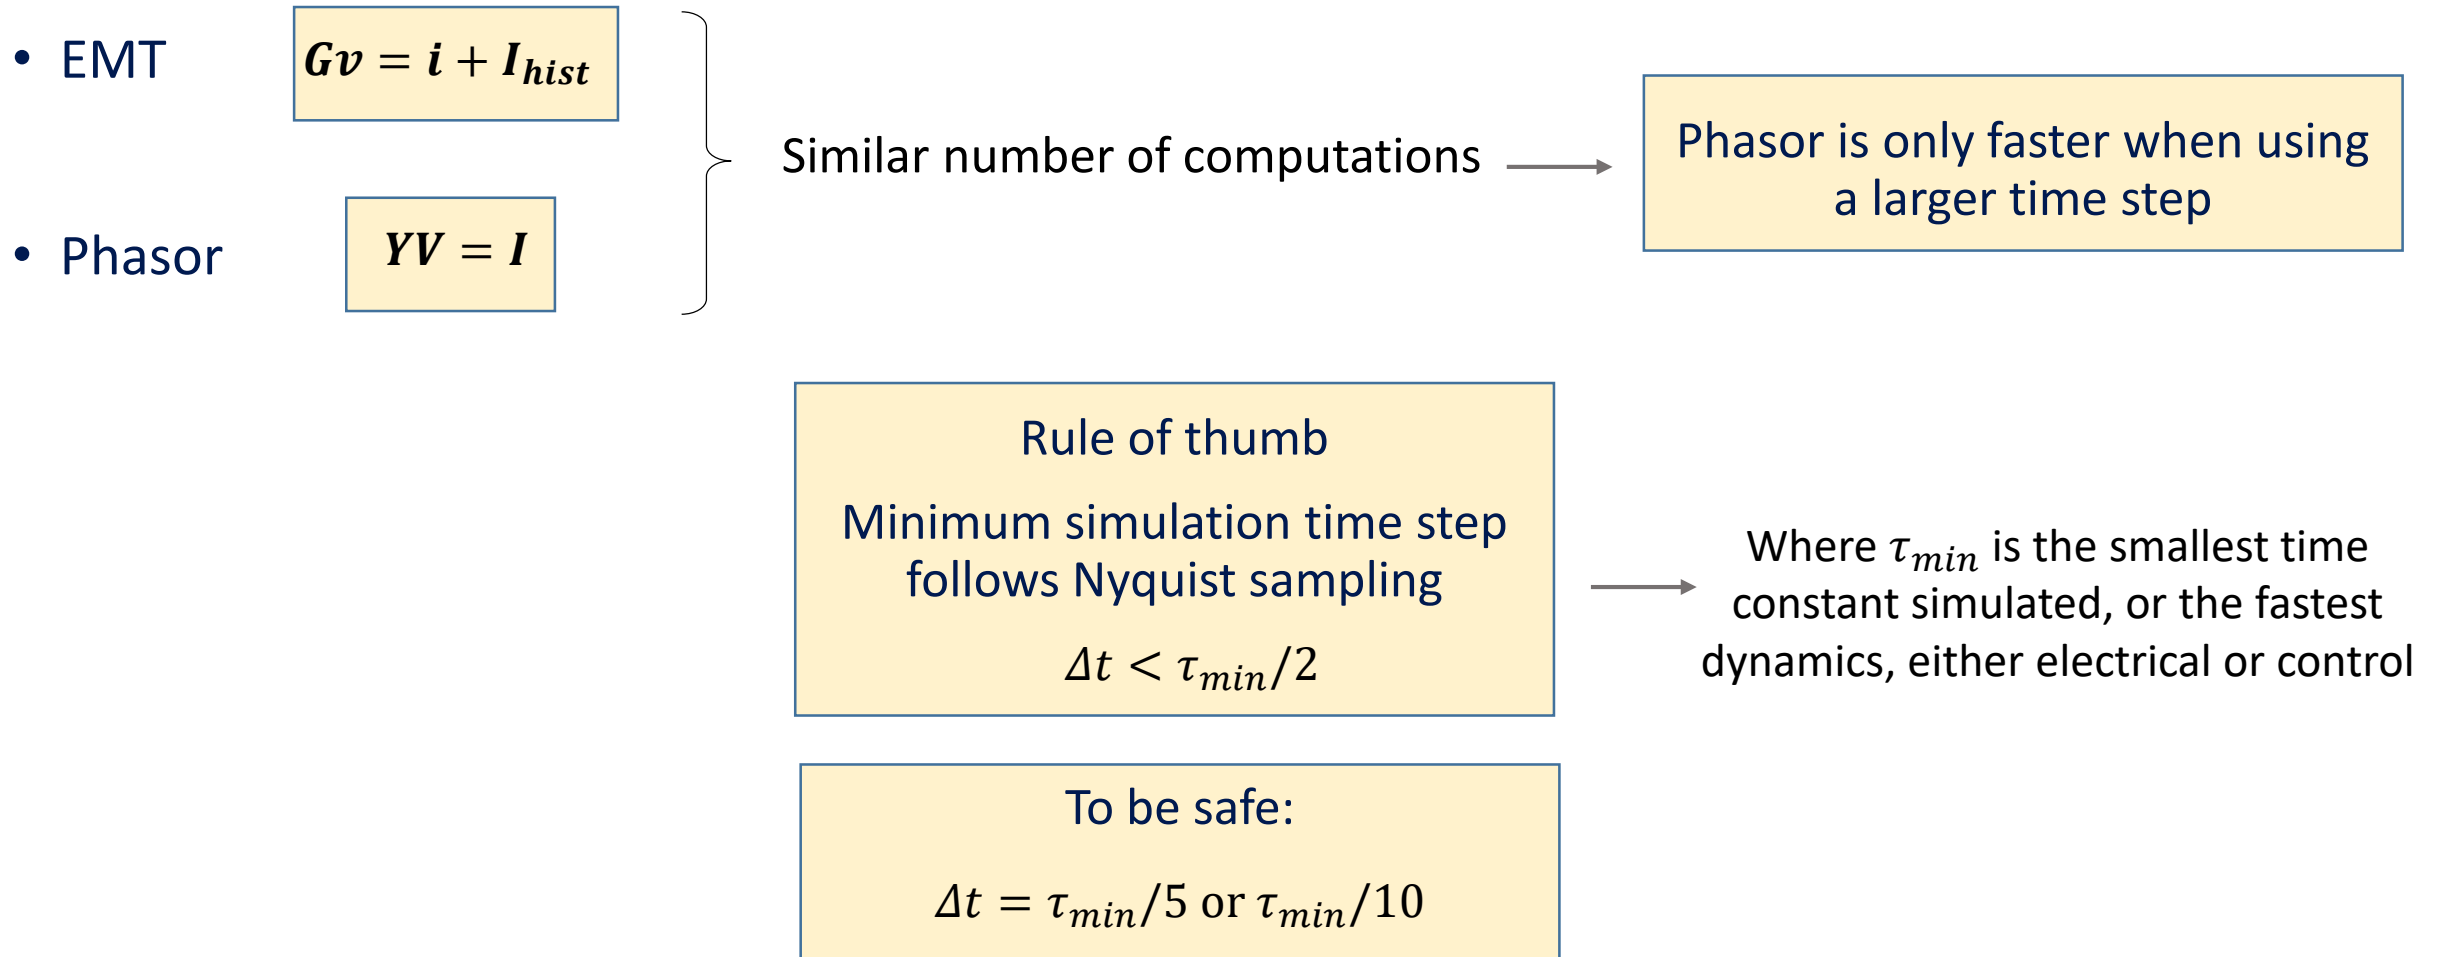 • EMT
𝑮𝒗 = 𝒊 + 𝑰_𝒉𝒊𝒔𝒕
• Phasor
𝒀𝑽 = 𝑰
Similar number of computations
Phasor is only faster when using
a larger time step
Rule of thumb
Minimum simulation time step
follows Nyquist sampling
𝛥𝑡 < 𝜏_𝑚𝑖𝑛/2
Where 𝜏_𝑚𝑖𝑛 is the smallest time
constant simulated, or the fastest
dynamics, either electrical or control
To be safe:
𝛥𝑡 = 𝜏_𝑚𝑖𝑛/5 or 𝜏_𝑚𝑖𝑛/10